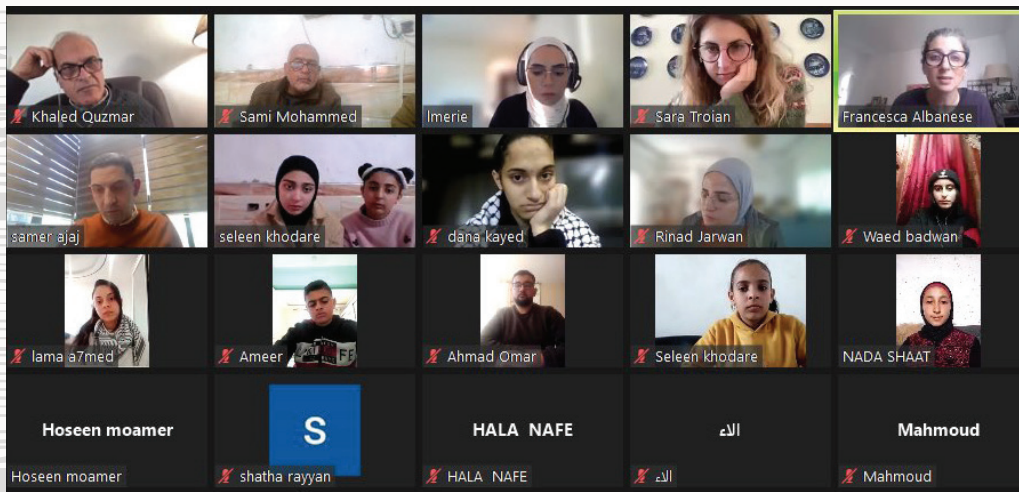 Khaled Quzmar
Sami Mohammed
Imerie
Sara Troian
Francesca Albanese
samer ajaj
seleen khodare
dana kayed
Rinad Jarwan
Waed badwan
lama a7med
Ameer
FF
Ahmad Omar
Seleen khodare
NADA SHAAT
Hoseen moamer
S
HALA NAFE
الاء
Mahmoud
Hoseen moamer
shatha rayyan
HALA NAFE
الاء
Mahmoud